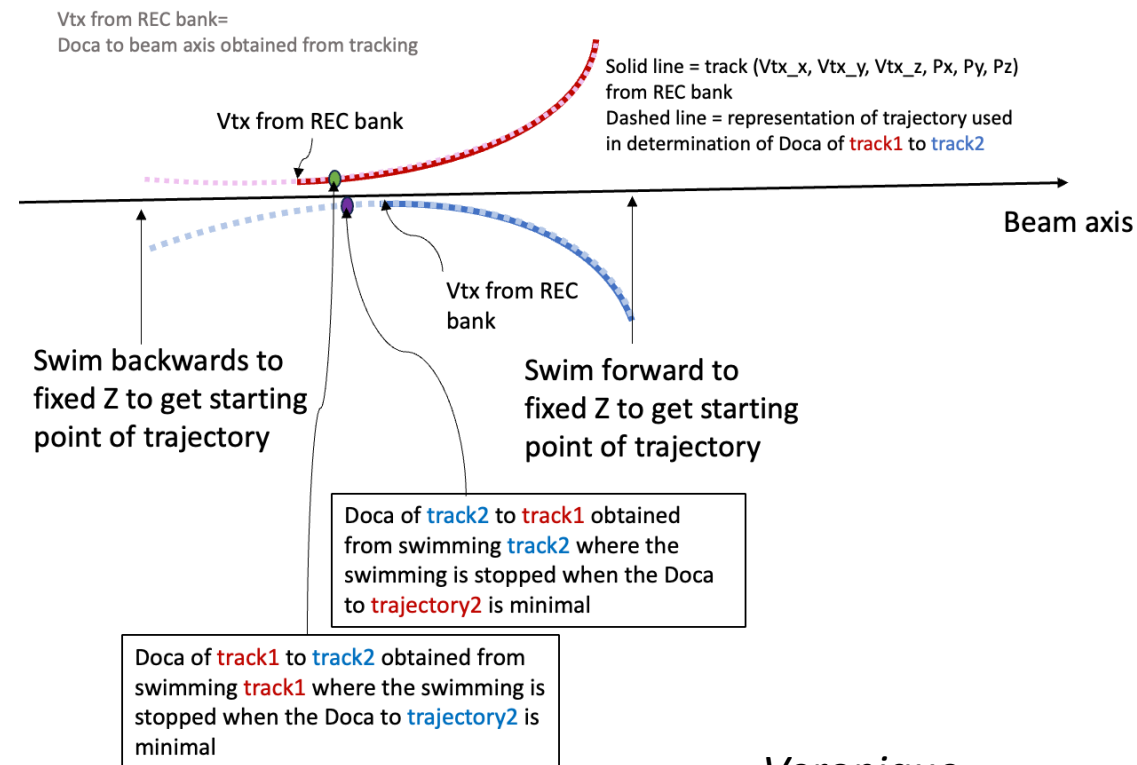 Vtx from REC bank=
Doca to beam axis obtained from tracking
Solid line = track (Vtx_x, Vtx_y, Vtx_z, Px, Py, Pz)
from REC bank
Dashed line = representation of trajectory used
in determination of Doca of track1 to track2
Vtx from REC bank
Beam axis
Vtx from REC
bank
Swim backwards to
fixed Z to get starting
point of trajectory
Swim forward to
fixed Z to get starting
point of trajectory
Doca of track2 to track1 obtained
from swimming track2 where the
swimming is stopped when the Doca
to trajectory2 is minimal
Doca of track1 to track2 obtained from
swimming track1 where the swimming is
stopped when the Doca to trajectory2 is
minimal